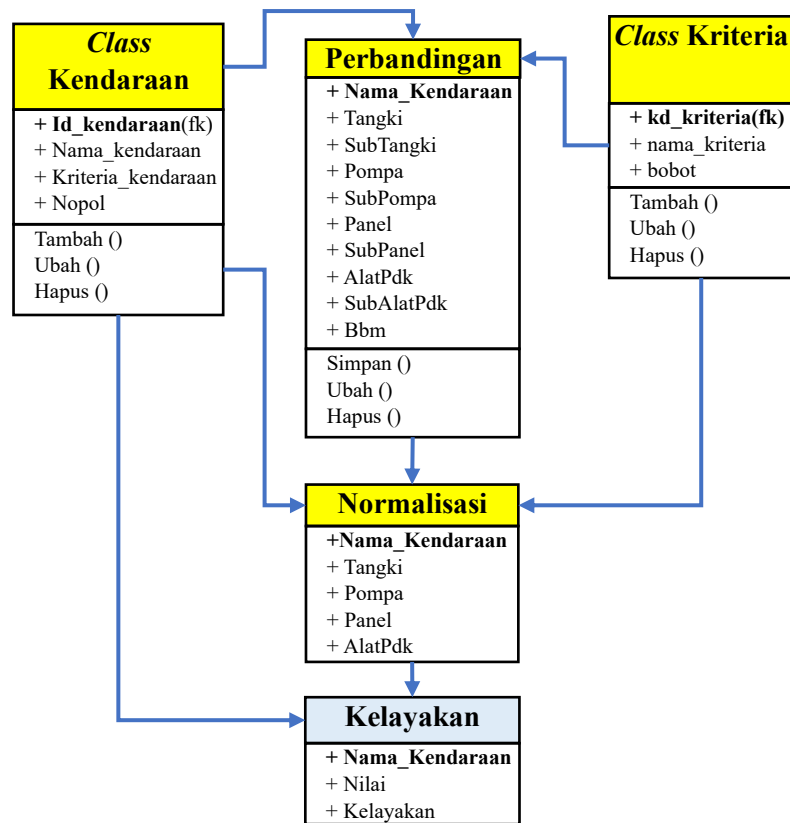 Class
Kendaraan
+ Id_kendaraan(fk)
+ Nama_kendaraan
+ Kriteria_kendaraan
+ Nopol
Tambah ()
Ubah ()
Hapus ()
Perbandingan
+ Nama_Kendaraan
+ Tangki
+ SubTangki
+ Pompa
+ SubPompa
+ Panel
+ SubPanel
+ AlatPdk
+ SubAlatPdk
+ Bbm
Simpan ()
Ubah ()
Hapus ()
Class Kriteria
+ kd_kriteria(fk)
+ nama_kriteria
+ bobot
Tambah ()
Ubah ()
Hapus ()
Normalisasi
+Nama_Kendaraan
+ Tangki
+ Pompa
+ Panel
+ AlatPdk
Kelayakan
+ Nama_Kendaraan
+ Nilai
+ Kelayakan